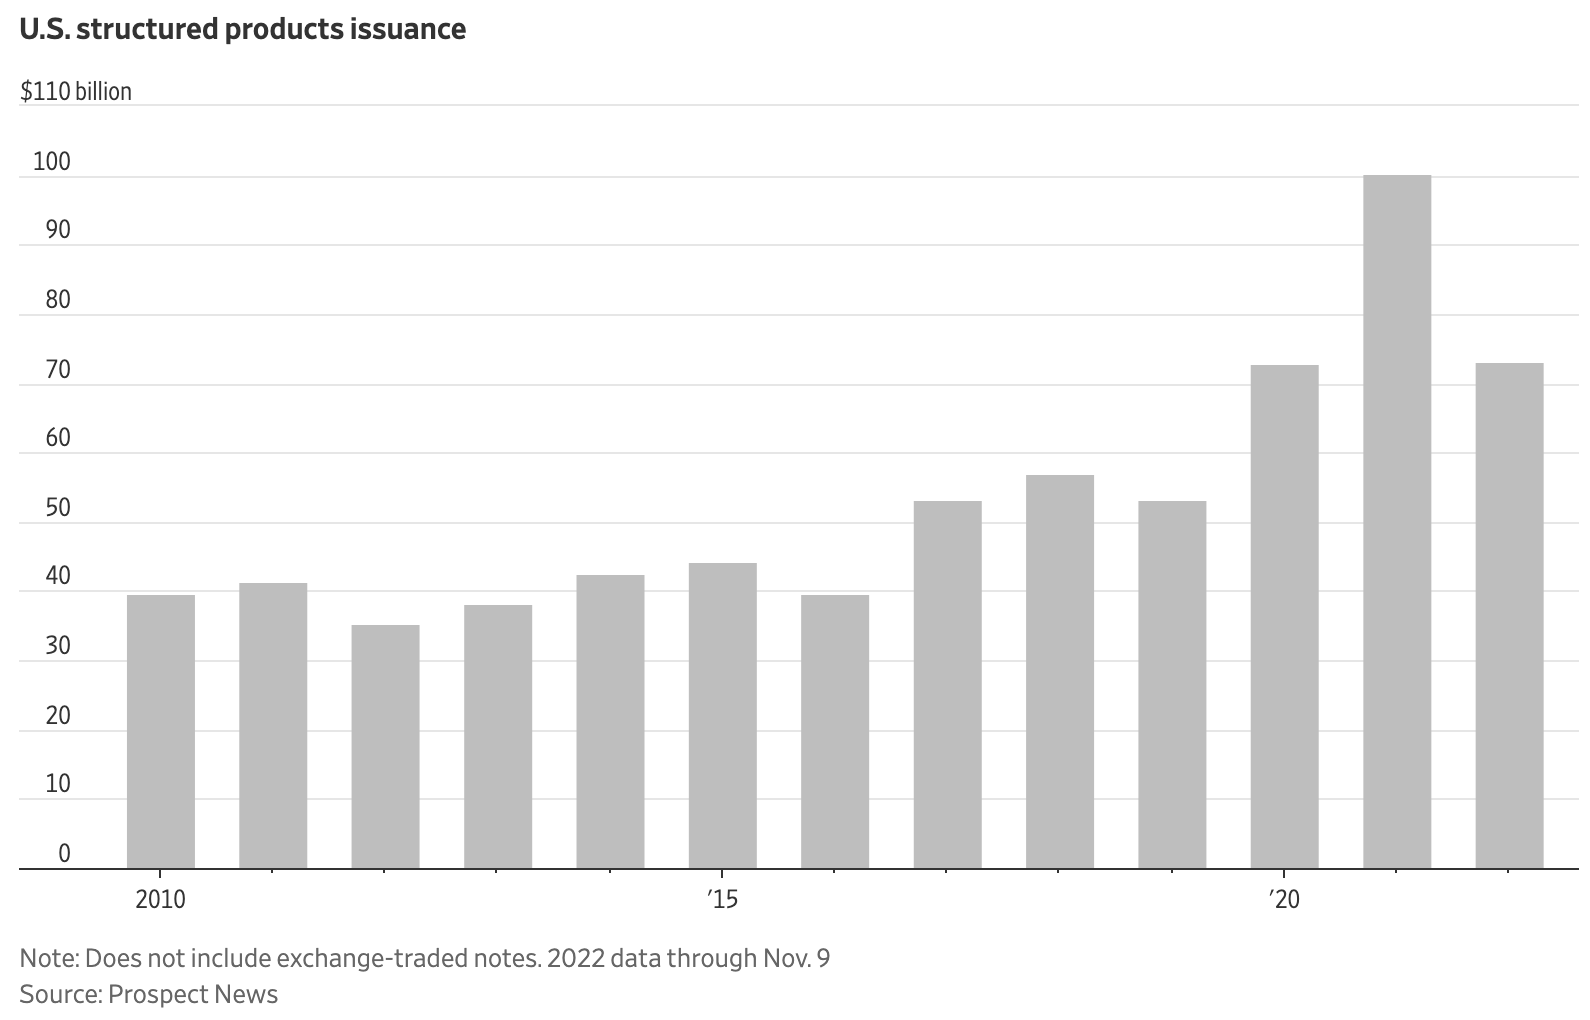 U.S. structured products issuance
$110 billion
100
90
80
70
60
50
40
30
20
10
0
2010 ′15 ′20
Note: Does not include exchange-traded notes. 2022 data through Nov. 9
Source: Prospect News